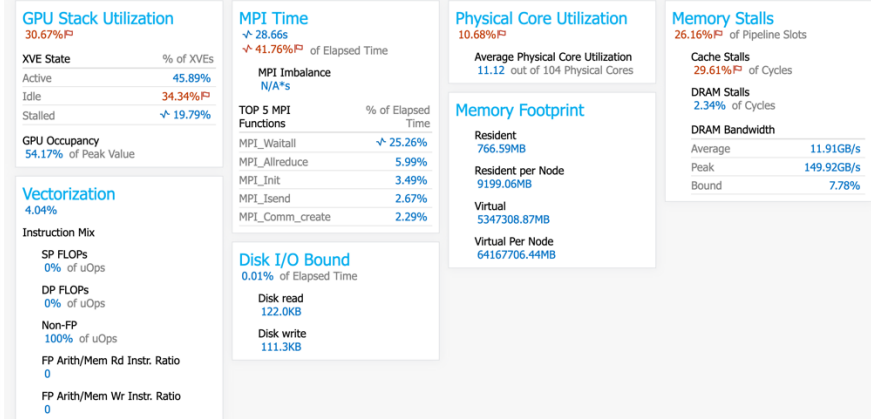 GPU Stack Utilization
30.67%
XVE State % of XVEs
Active 45.89%
Idle 34.34%
Stalled 19.79%
GPU Occupancy
54.17% of Peak Value
Vectorization
4.04%
Instruction Mix
SP FLOPs
0% of uOps
DP FLOPs
0% of uOps
Non-FP
100% of uOps
FP Arith/Mem Rd Instr. Ratio
0
FP Arith/Mem Wr Instr. Ratio
0
MPI Time
28.66s
41.76% of Elapsed Time
MPI Imbalance
N/A*s
TOP 5 MPI % of Elapsed
Functions Time
MPI_Waitall 25.26%
MPI_Allreduce 5.99%
MPI_Init 3.49%
MPI_Isend 2.67%
MPI_Comm_create 2.29%
Disk I/O Bound
0.01% of Elapsed Time
Disk read
122.0KB
Disk write
111.3KB
Physical Core Utilization
10.68%
Average Physical Core Utilization
11.12 out of 104 Physical Cores
Memory Footprint
Resident
766.59MB
Resident per Node
9199.06MB
Virtual
5347308.87MB
Virtual Per Node
64167706.44MB
Memory Stalls
26.16% of Pipeline Slots
Cache Stalls
29.61% of Cycles
DRAM Stalls
2.34% of Cycles
DRAM Bandwidth
Average 11.91GB/s
Peak 149.92GB/s
Bound 7.78%